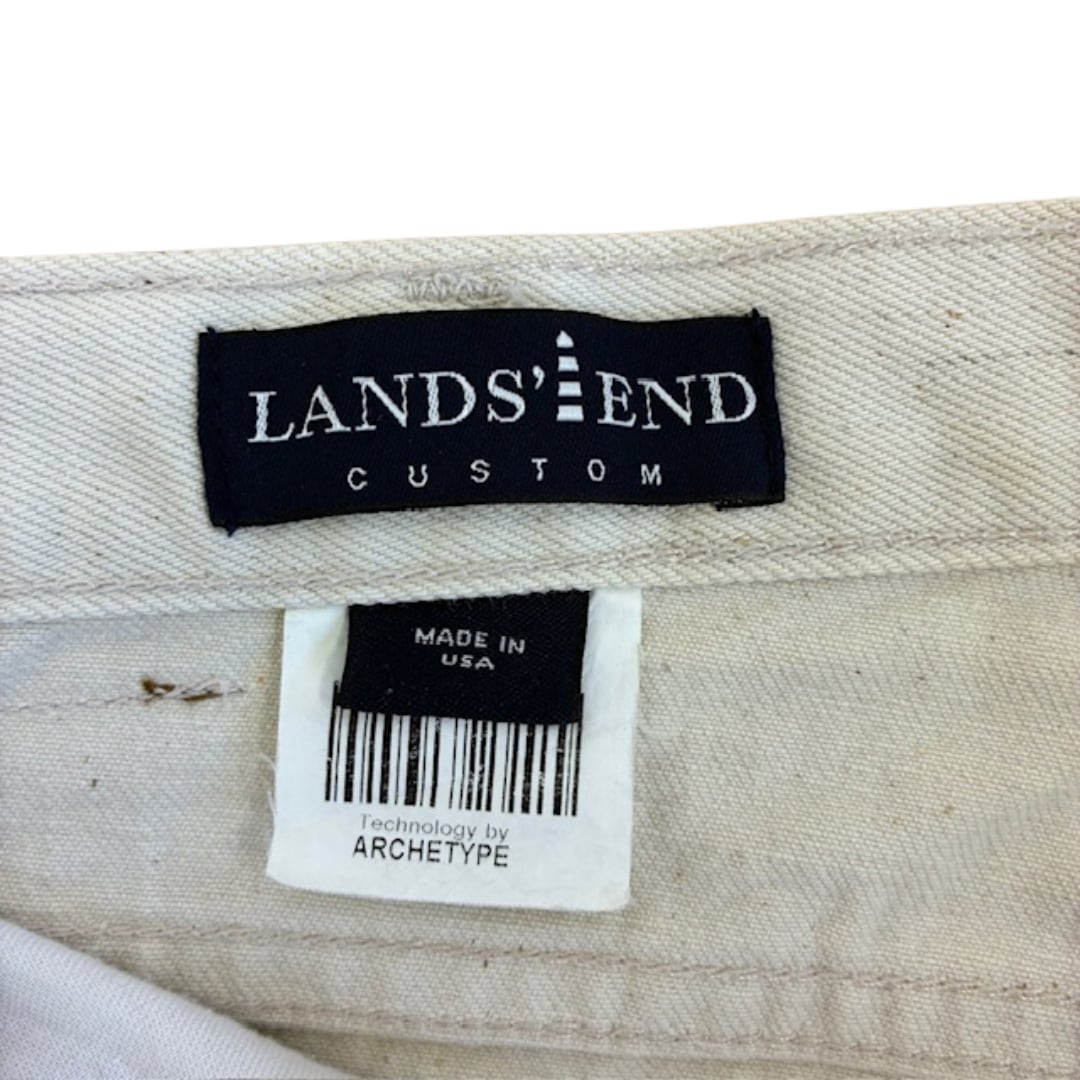 LANDS' END
CUSTOM
MADE IN
USA
Technology by
ARCHETYPE